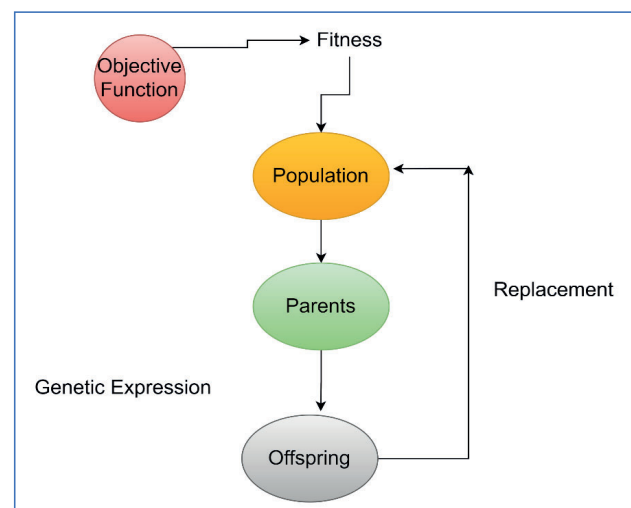 Fitness
Objective
Function
Population
Replacement
Parents
Genetic Expression
Offspring